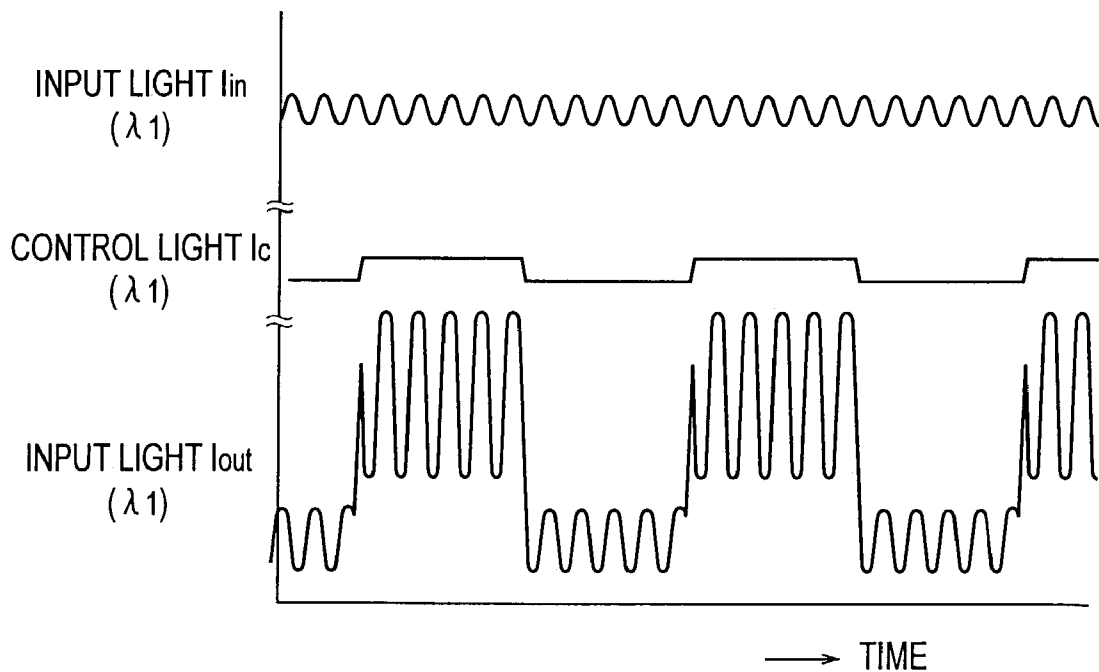 INPUT LIGHT Iin
(λ1)
CONTROL LIGHT Ic
(λ1)
INPUT LIGHT Iout
(λ1)
TIME